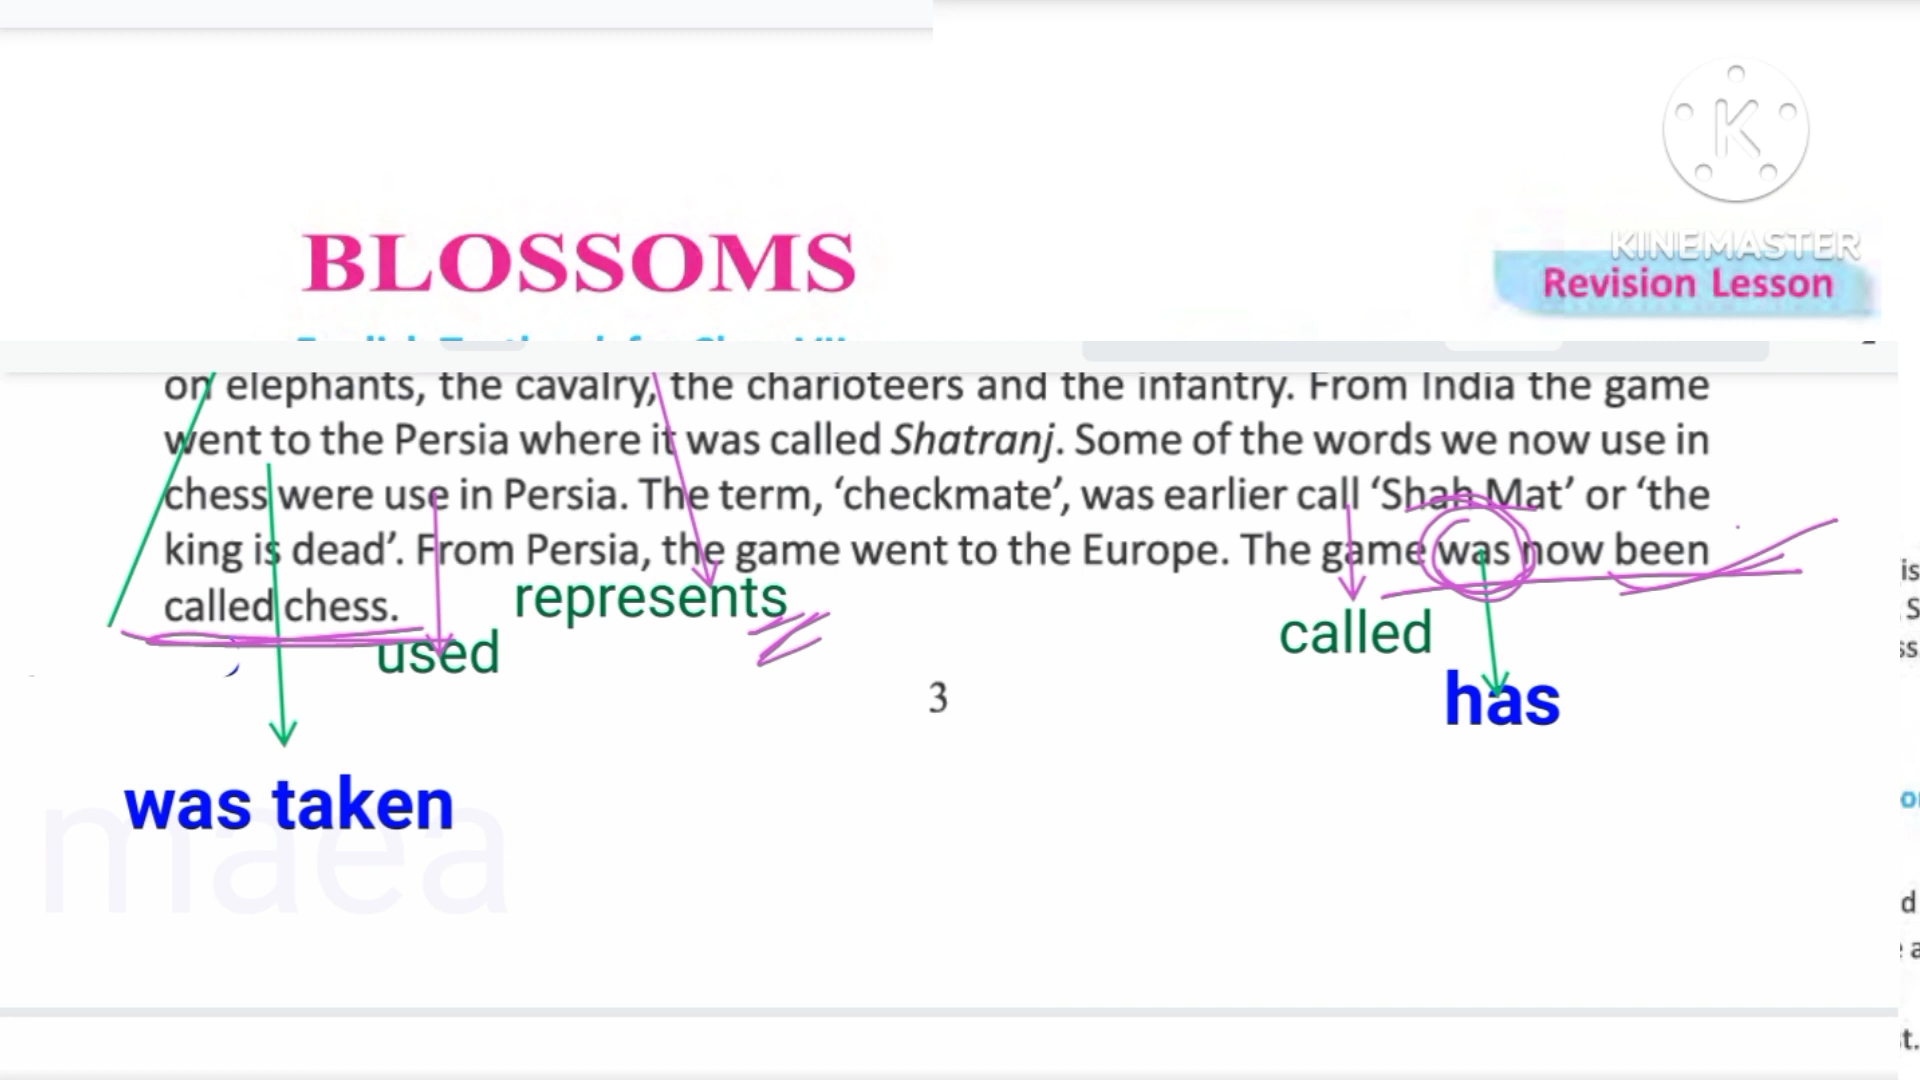 KINEMASTER
BLOSSOMS
Revision Lesson
on elephants, the cavalry, the charioteers and the infantry. From India the game
went to the Persia where it was called Shatranj. Some of the words we now use in
chess were use in Persia. The term, ‘checkmate’, was earlier call ‘Shah Mat’ or ‘the
king is dead’. From Persia, the game went to the Europe. The game was now been
called chess.
represents
used
called
has
3
was taken
maea